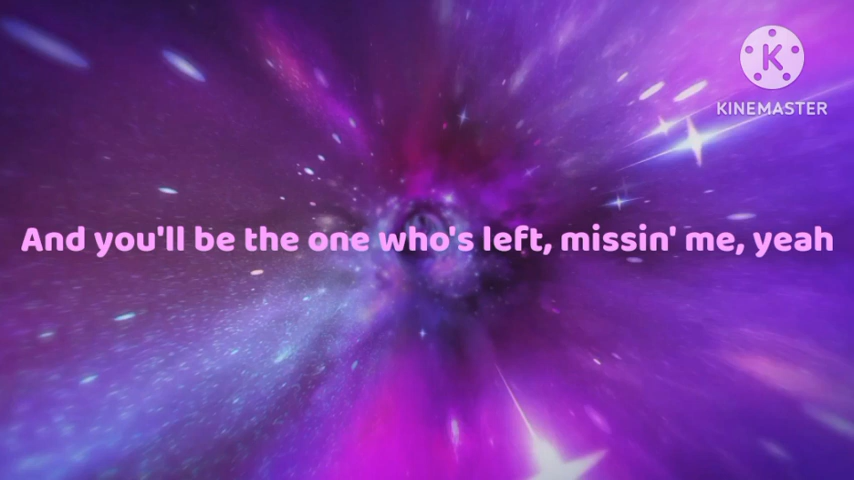 KINEMASTER
And you'll be the one who's left, missin' me, yeah